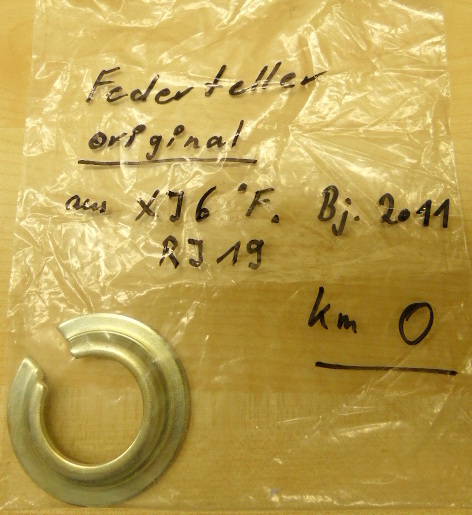 Federteller
original
aus XJ6 "F. Bj. 2011
RJ19
km 0